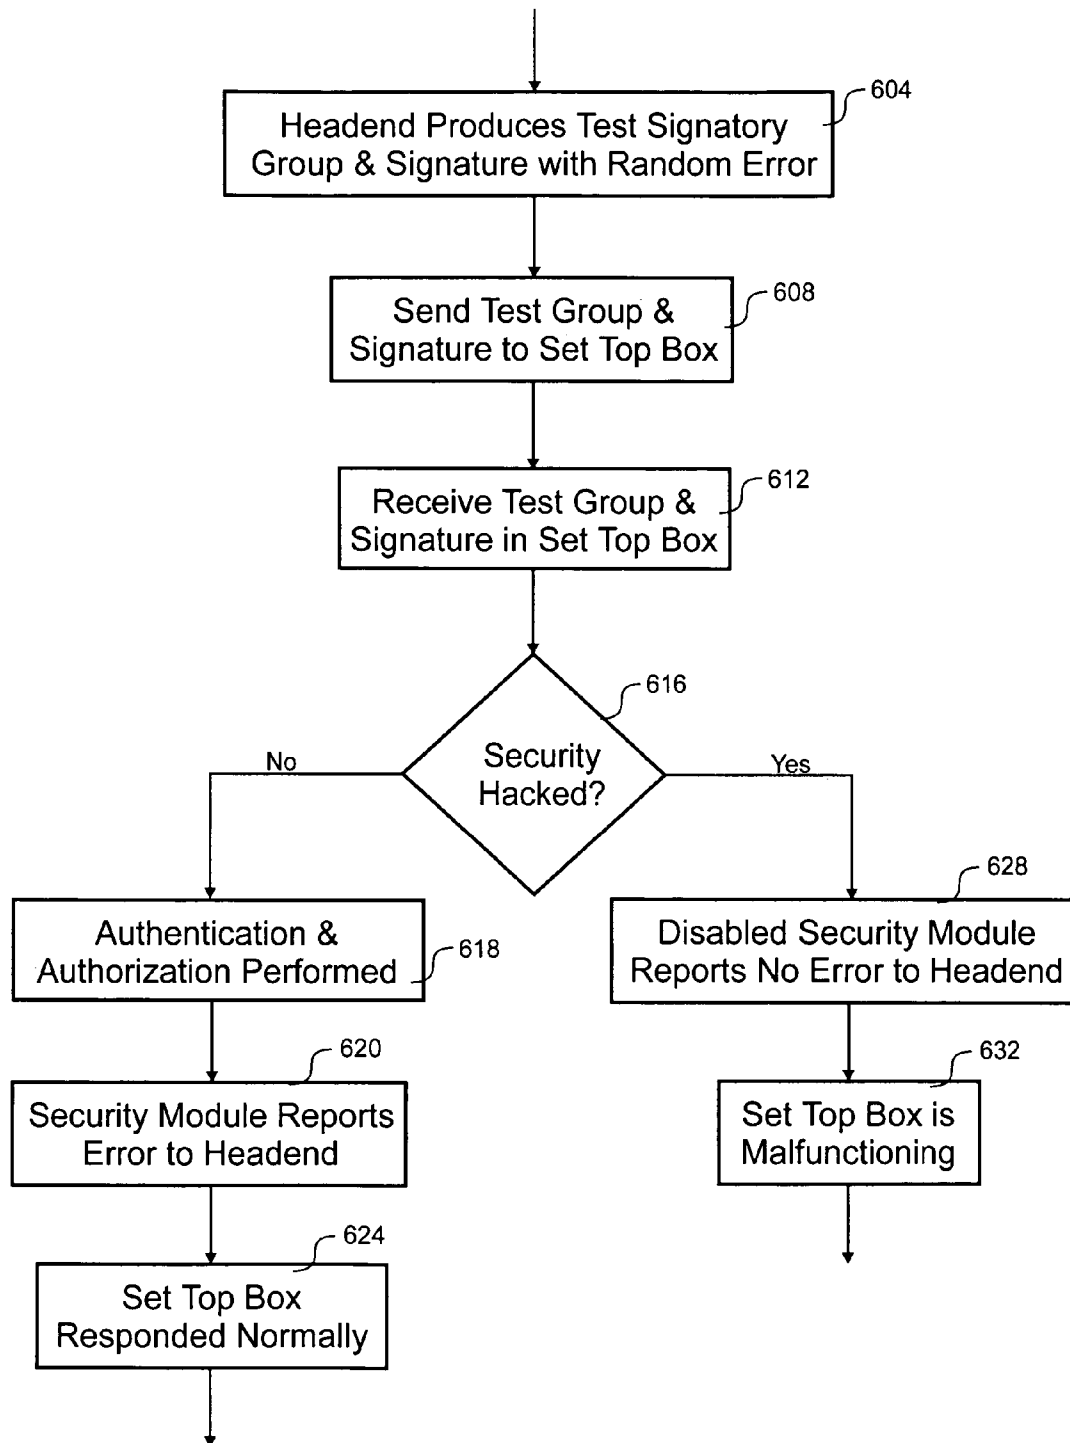 604
Headend Produces Test Signatory
Group & Signature with Random Error
608
Send Test Group &
Signature to Set Top Box
612
Receive Test Group &
Signature in Set Top Box
616
Security
Hacked?
No
Yes
618
Authentication &
Authorization Performed
620
Security Module Reports
Error to Headend
624
Set Top Box
Responded Normally
628
Disabled Security Module
Reports No Error to Headend
632
Set Top Box is
Malfunctioning